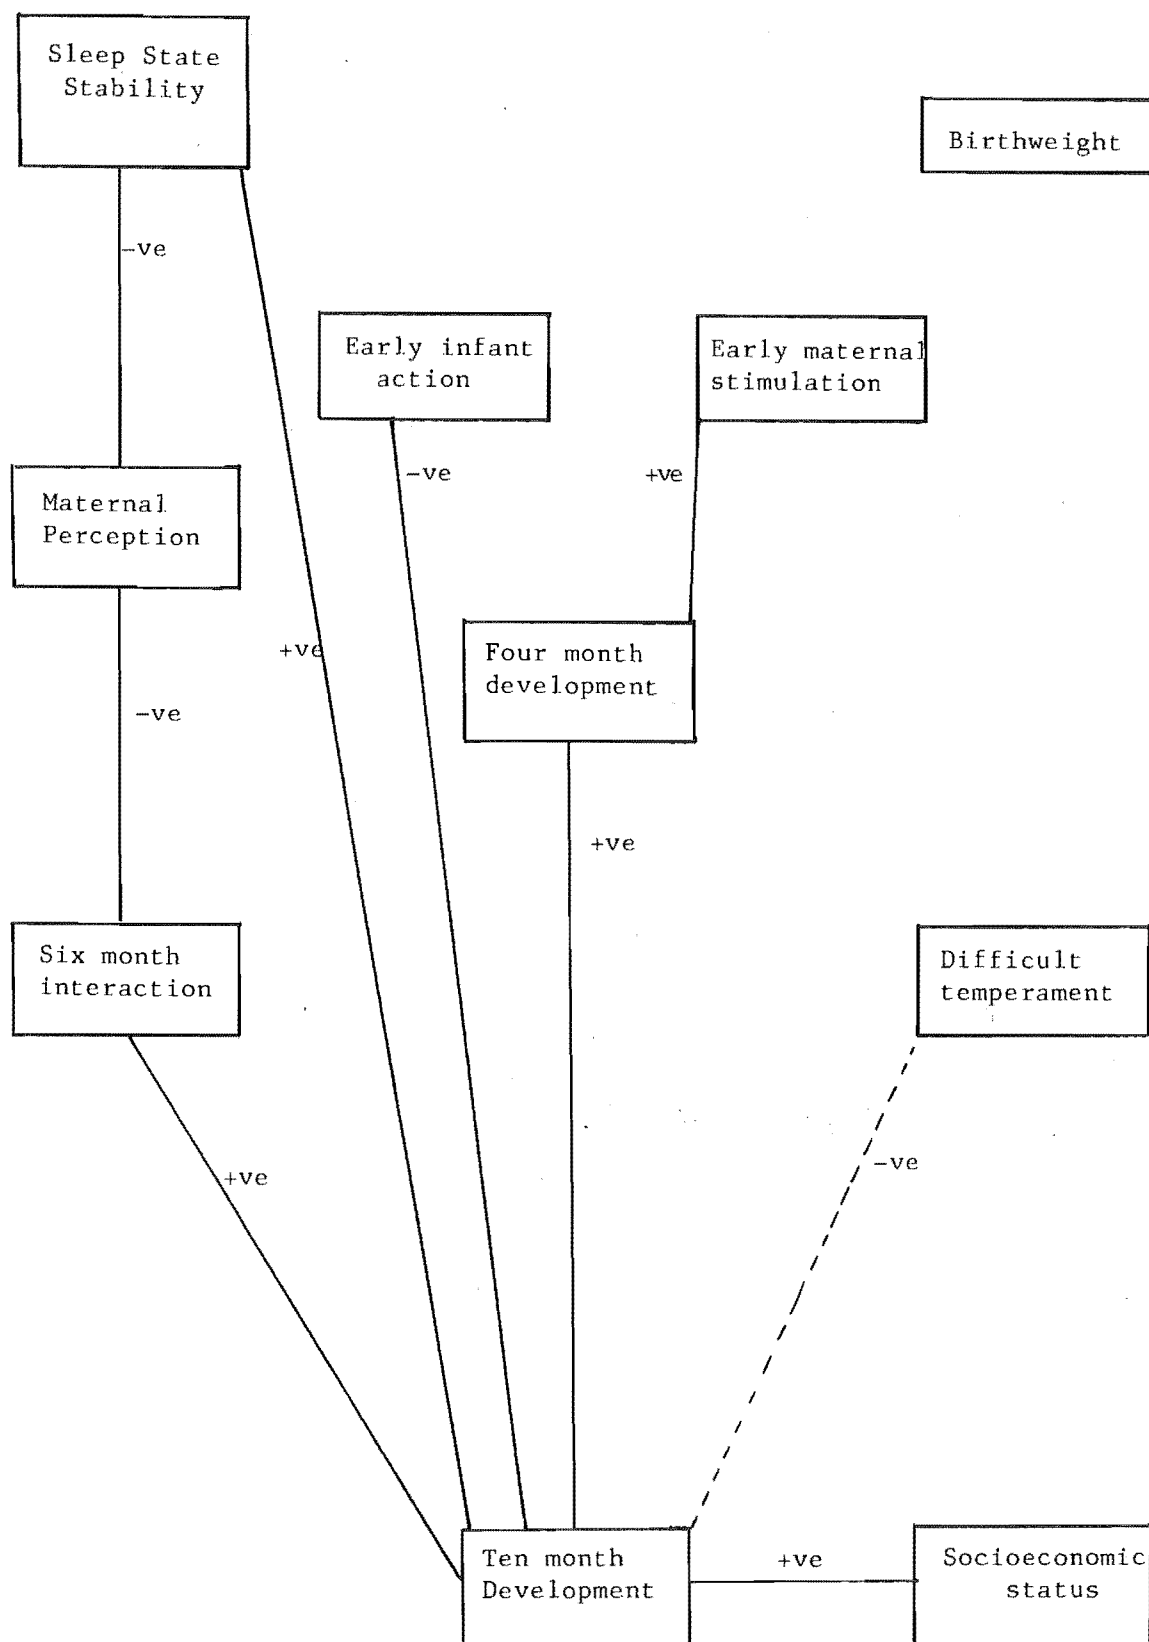 Sleep State
Stability
Birthweight
-ve
Early infant
action
Early maternal
stimulation
-ve
+ve
Maternal
Perception
+ve
Four month
development
-ve
+ve
Six month
interaction
Difficult
temperament
+ve
-ve
Ten month
Development
+ve
Socioeconomic
status